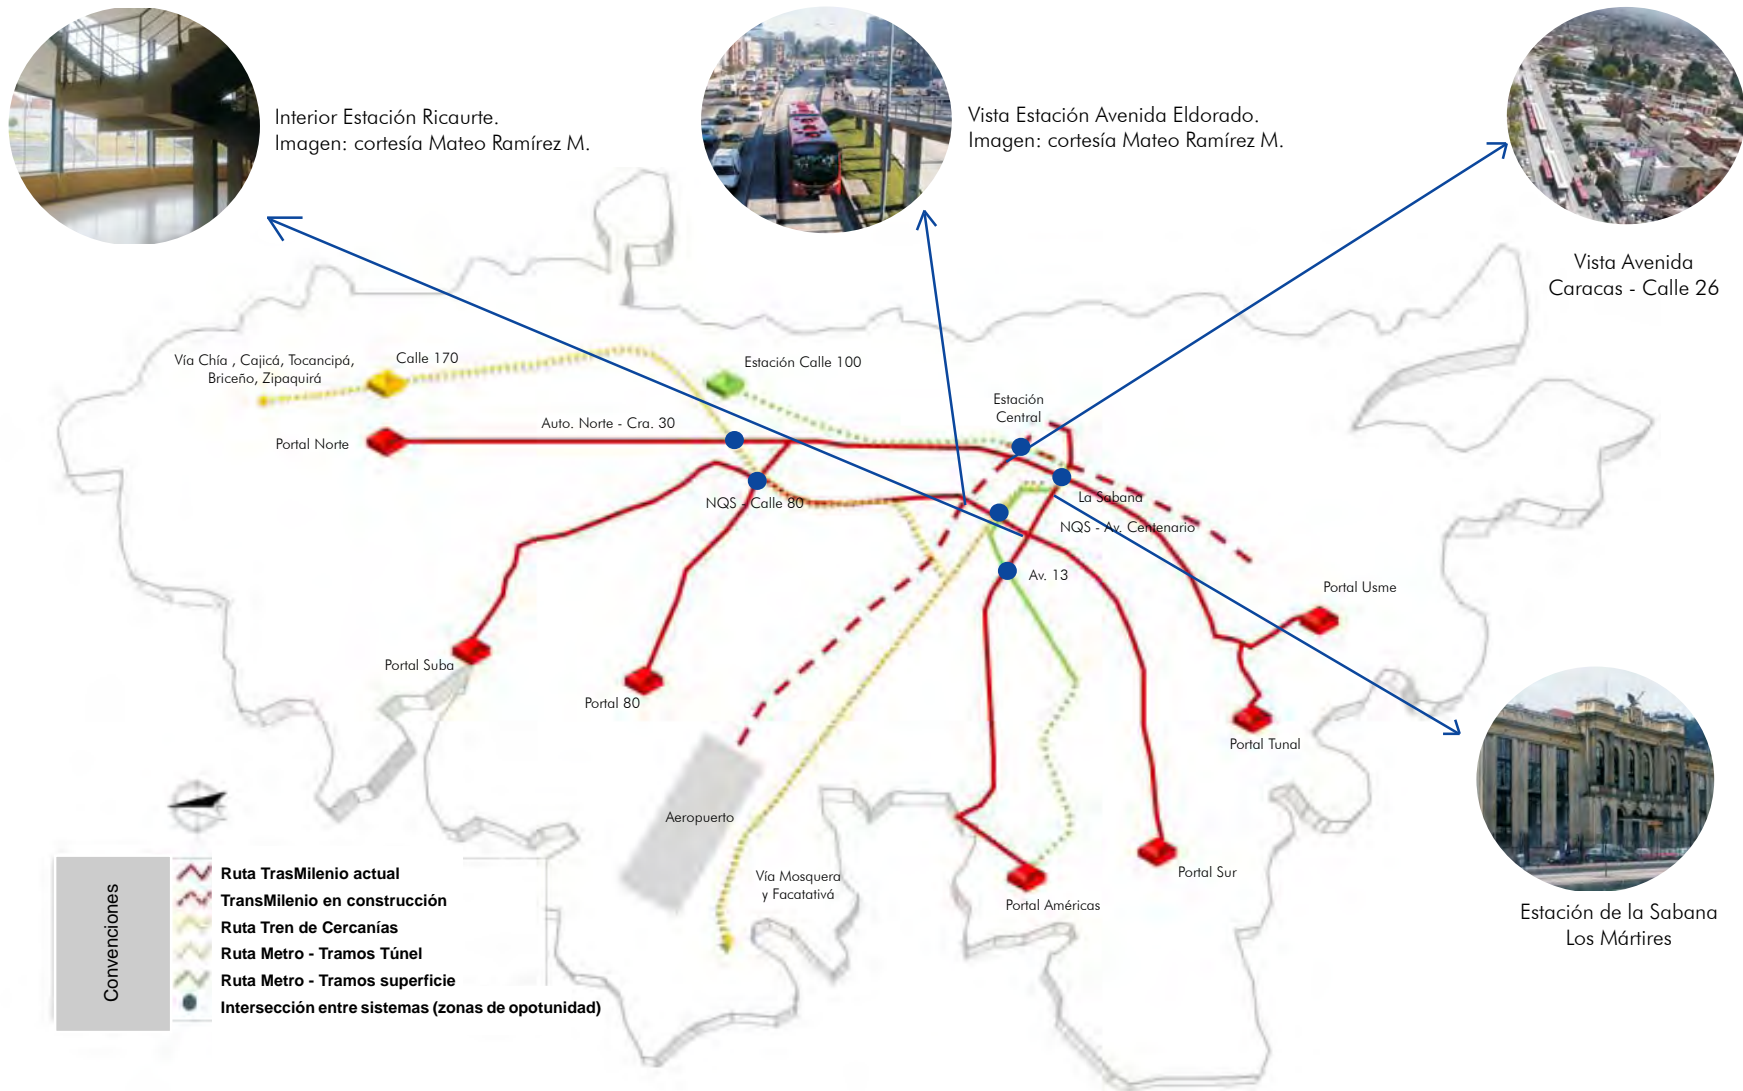 Interior Estación Ricaurte.
Imagen: cortesía Mateo Ramírez M.
Vista Estación Avenida Eldorado.
Imagen: cortesía Mateo Ramírez M.
Vista Avenida
Caracas - Calle 26
Vía Chía , Cajicá, Tocancipá,
Briceño, Zipaquirá
Calle 170
Estación Calle 100
Estación
Central
Auto. Norte - Cra. 30
Portal Norte
NQS - Calle 80
La Sabana
NQS - Av. Centenario
Av. 13
Portal Usme
Portal Suba
Portal 80
Portal Tunal
Aeropuerto
Vía Mosquera
y Facatativá
Portal Américas
Portal Sur
Estación de la Sabana
Los Mártires
Convenciones
Ruta TrasMilenio actual
TransMilenio en construcción
Ruta Tren de Cercanías
Ruta Metro - Tramos Túnel
Ruta Metro - Tramos superficie
Intersección entre sistemas (zonas de opotunidad)